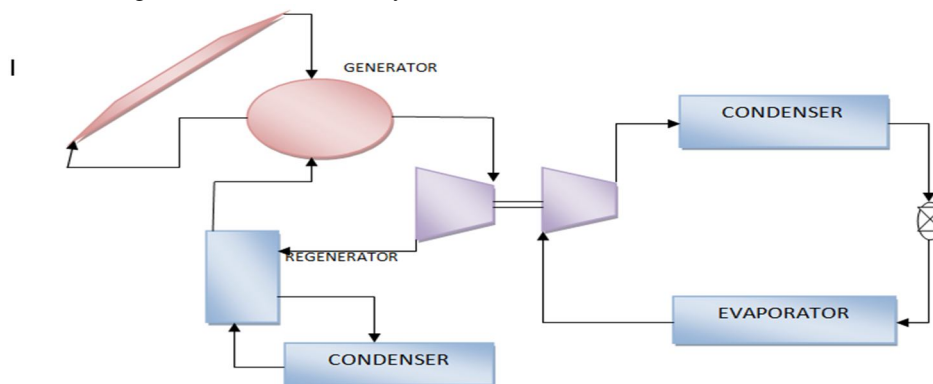 I
GENERATOR
CONDENSER
REGENERATOR
EVAPORATOR
CONDENSER